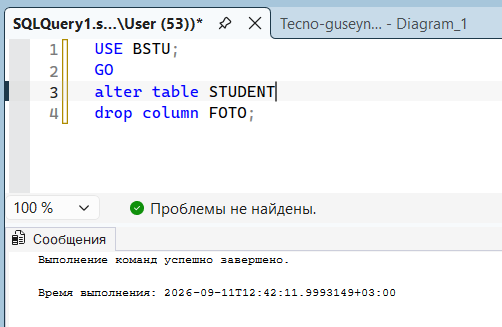 SQLQuery1.s...\User (53))* Tecno-guseyn... - Diagram_1
1 USE BSTU;
2 GO
3 alter table STUDENT
4 drop column FOTO;
100 % Проблемы не найдены.
Сообщения
Выполнение команд успешно завершено.
Время выполнения: 2026-09-11T12:42:11.9993149+03:00